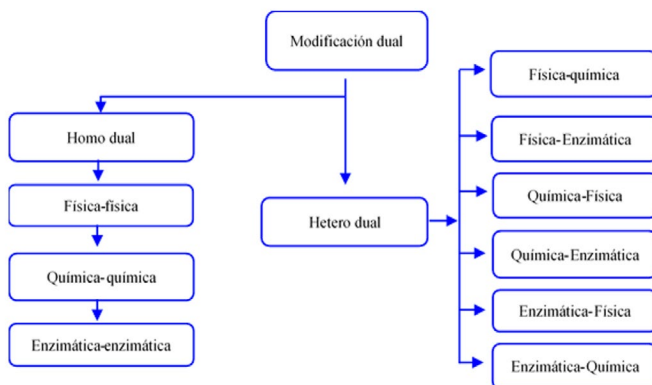 Modificación dual
Homo dual
Física-física
Química-química
Enzimática-enzimática
Hetero dual
Física-química
Física-Enzimática
Química-Física
Química-Enzimática
Enzimática-Física
Enzimática-Química